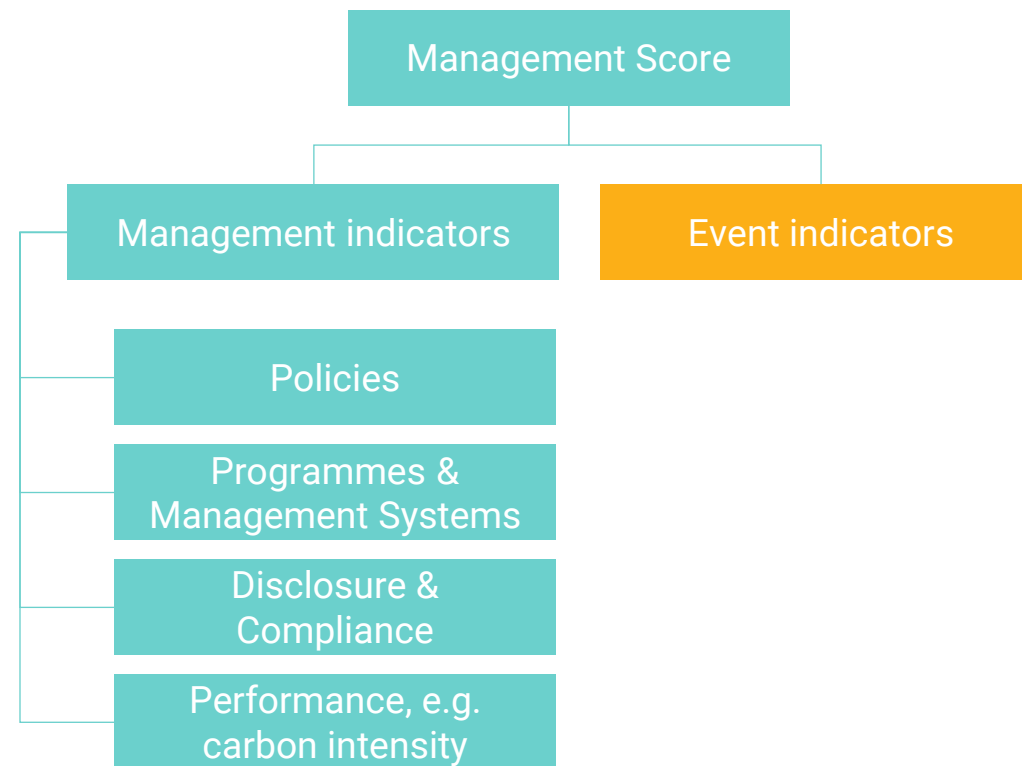 Management Score
Management indicators
Event indicators
Policies
Programmes &
Management Systems
Disclosure &
Compliance
Performance, e.g.
carbon intensity